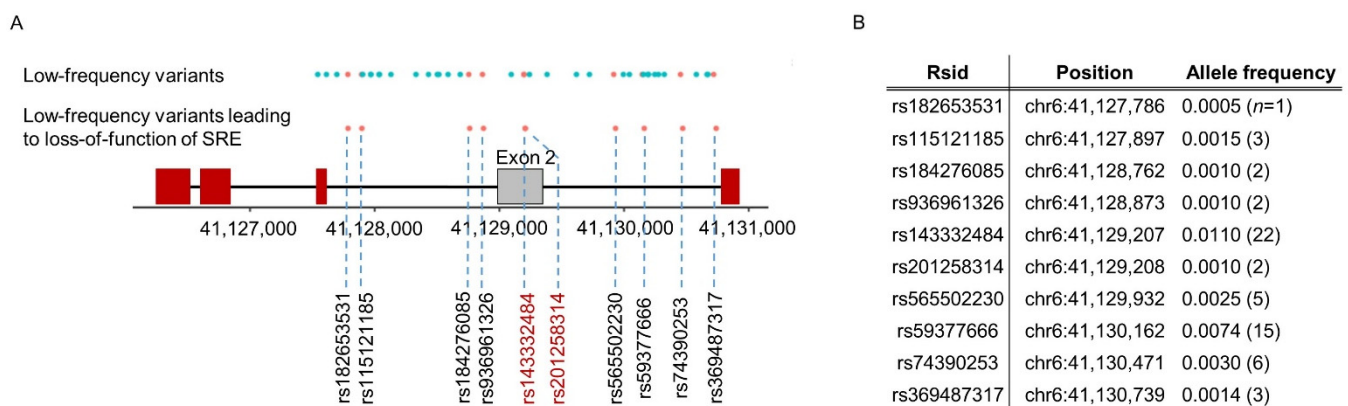 A
Low-frequency variants
Low-frequency variants leading
to loss-of-function of SRE
Exon 2
41,127,000
41,128,000
41,129,000
41,130,000
41,131,000
rs182653531
rs115121185
rs184276085
rs936961326
rs143332484
rs201258314
rs565502230
rs59377666
rs74390253
rs369487317
B
Rsid Position Allele frequency
rs182653531 chr6:41,127,786 0.0005 (n=1)
rs115121185 chr6:41,127,897 0.0015 (3)
rs184276085 chr6:41,128,762 0.0010 (2)
rs936961326 chr6:41,128,873 0.0010 (2)
rs143332484 chr6:41,129,207 0.0110 (22)
rs201258314 chr6:41,129,208 0.0010 (2)
rs565502230 chr6:41,129,932 0.0025 (5)
rs59377666 chr6:41,130,162 0.0074 (15)
rs74390253 chr6:41,130,471 0.0030 (6)
rs369487317 chr6:41,130,739 0.0014 (3)